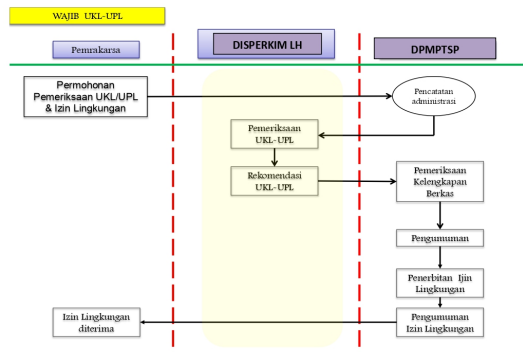 WAJIB UKL-UPL
Pemrakarsa
DISPERKIM LH
DPMPTSP
Permohonan
Pemeriksaan UKL/UPL
& Izin Lingkungan
Pencatatan
administrasi
Pemeriksaan
UKL-UPL
Rekomendasi
UKL-UPL
Pemeriksaan
Kelengkapan
Berkas
Pengumuman
Penerbitan Ijin
Lingkungan
Pengumuman
Izin Lingkungan
Izin Lingkungan
diterima